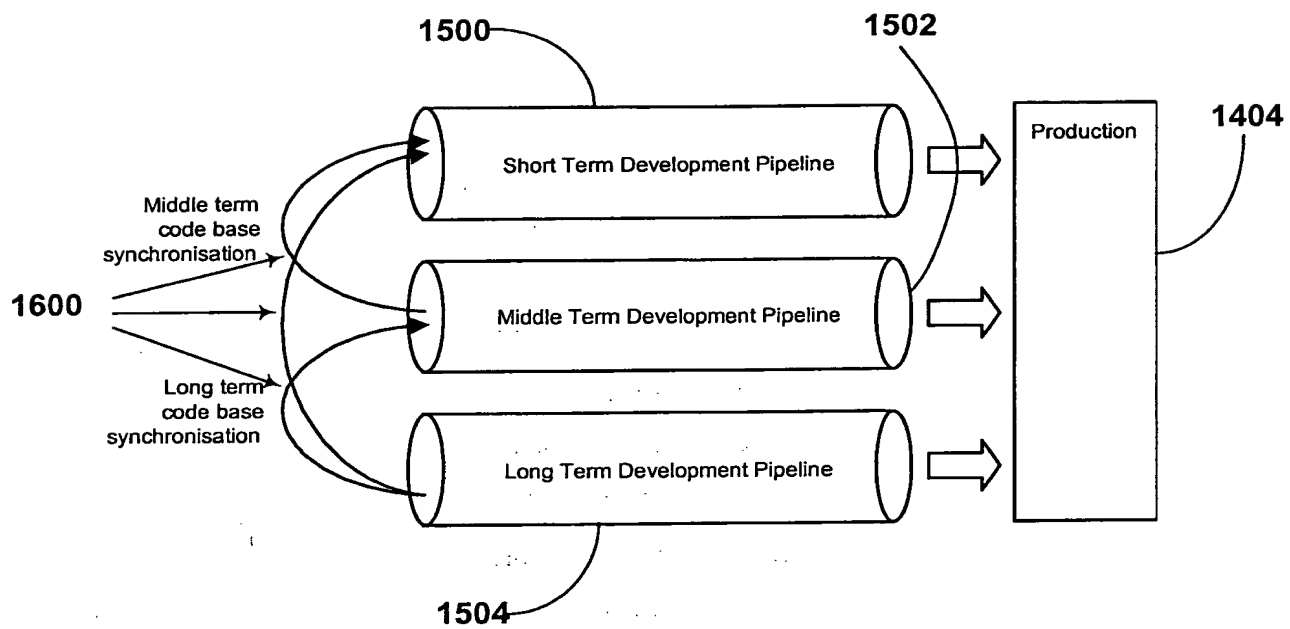 1500
1502
Production
1404
Short Term Development Pipeline
Middle term
code base
synchronisation
1600
Middle Term Development Pipeline
Long term
code base
synchronisation
Long Term Development Pipeline
1504